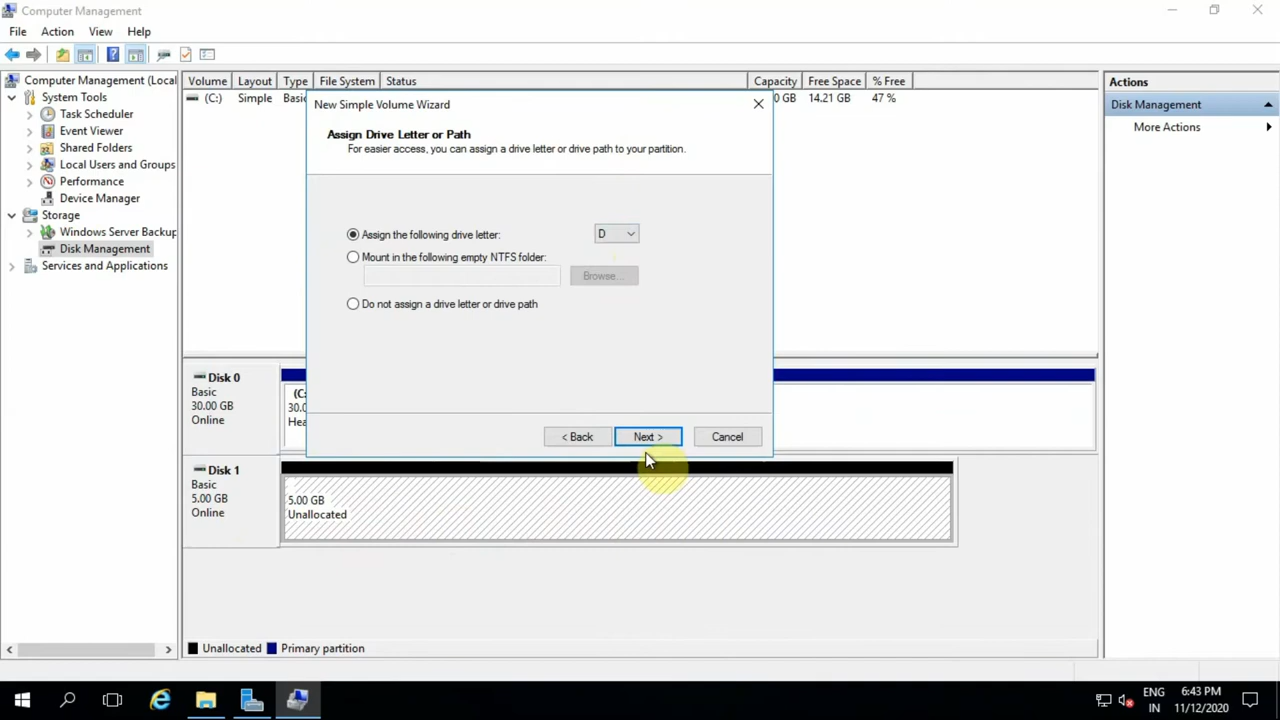 Computer Management
File Action View Help
Computer Management (Local
System Tools
Task Scheduler
Event Viewer
Shared Folders
Local Users and Groups
Performance
Device Manager
Storage
Windows Server Backup
Disk Management
Services and Applications
Volume Layout Type File System Status Capacity Free Space % Free
(C:) Simple Basi 0 GB 14.21 GB 47 %
New Simple Volume Wizard
Assign Drive Letter or Path
For easier access, you can assign a drive letter or drive path to your partition.
Assign the following drive letter: D
Mount in the following empty NTFS folder:
Browse...
Do not assign a drive letter or drive path
< Back Next > Cancel
Disk 0
Basic
30.00 GB
Online
(C:
30.0
Hea
Disk 1
Basic
5.00 GB
Online
5.00 GB
Unallocated
Unallocated Primary partition
Actions
Disk Management
More Actions
ENG
IN
6:43 PM
11/12/2020